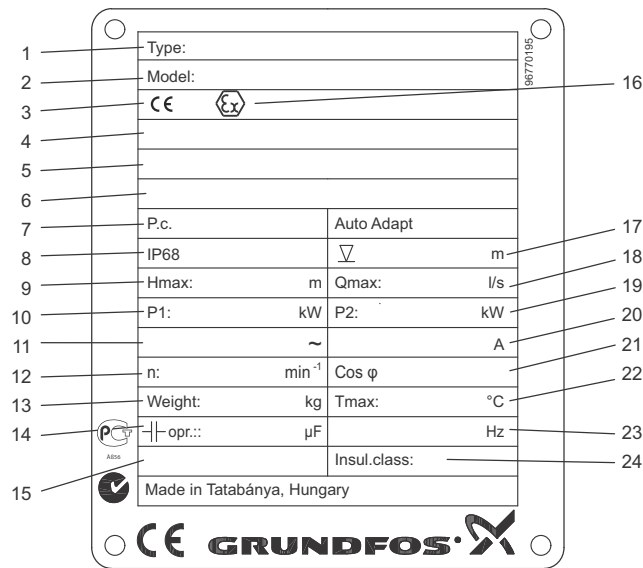 96770195
1 Type:
2 Model:
3 CE Ex 16
4
5
6
7 P.c. Auto Adapt
8 IP68 m 17
9 Hmax: m Qmax: l/s 18
10 P1: kW P2: kW 19
11 ~ A 20
12 n: min⁻¹ Cos φ 21
13 Weight: kg Tmax: °C 22
14 opr.:: µF Hz 23
15 Insul.class: 24
PCT
Made in Tatabánya, Hungary
CE GRUNDFOS